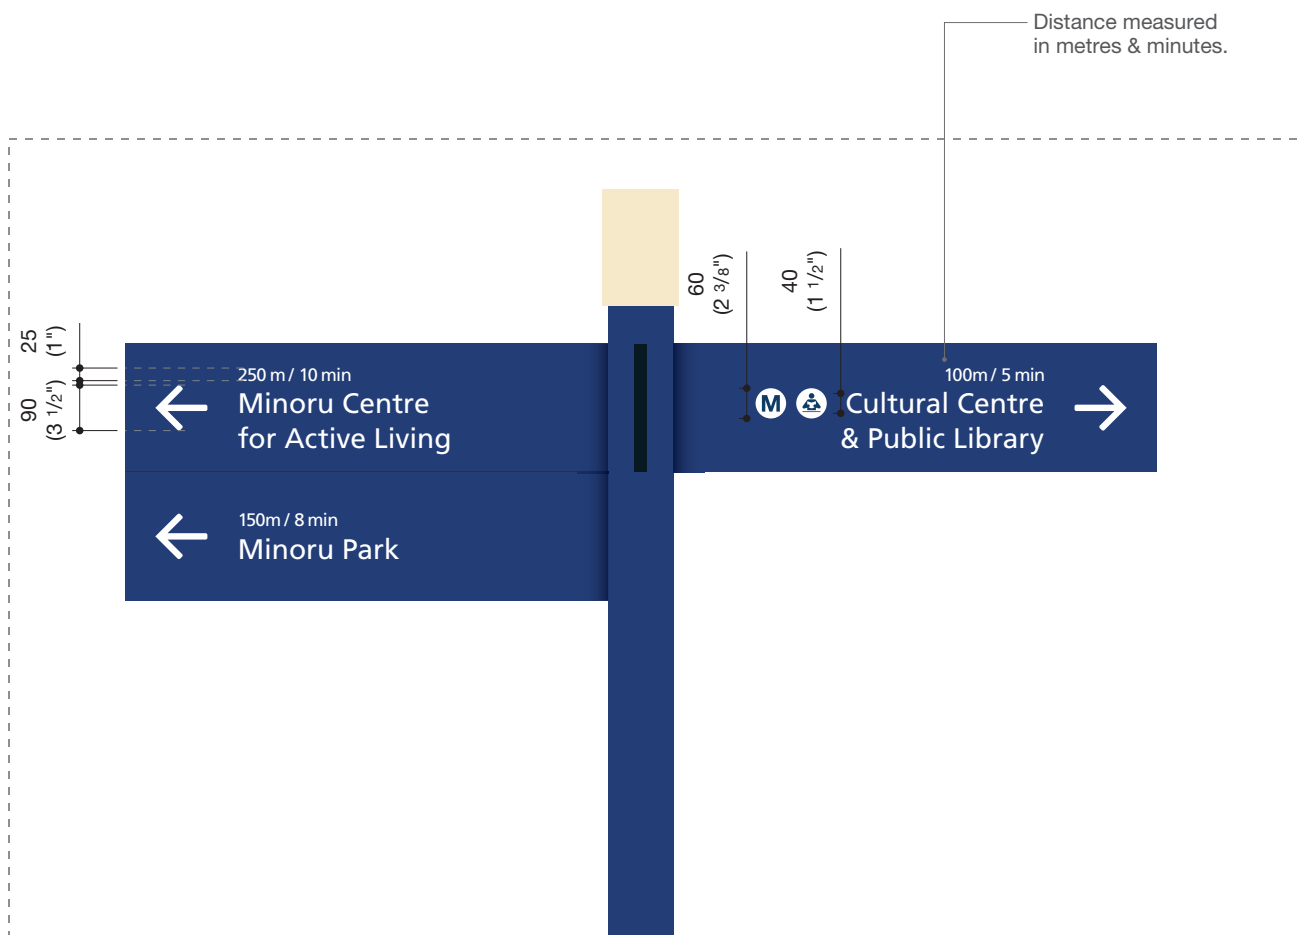 Distance measured
in metres & minutes.
60
(2 3/8")
40
(1 1/2")
25
(1")
90
(3 1/2")
250 m / 10 min
Minoru Centre
for Active Living
150m / 8 min
Minoru Park
100m / 5 min
M
Cultural Centre
& Public Library